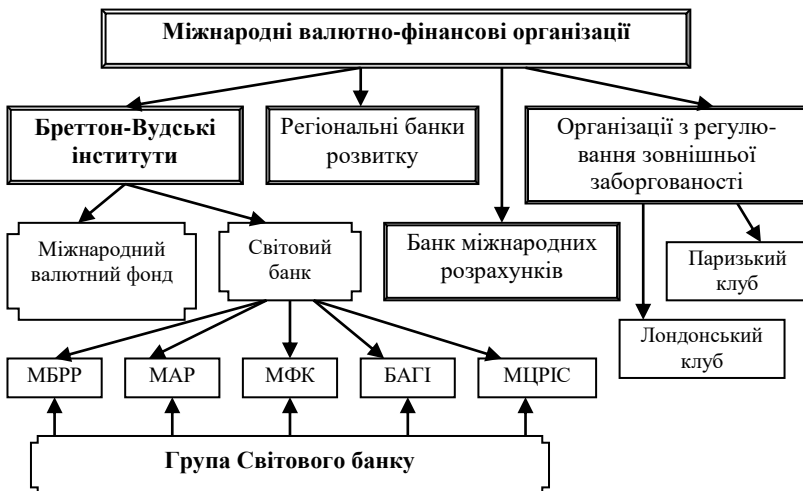 Міжнародні валютно-фінансові організації
Бреттон-Вудські
інститути
Регіональні банки
розвитку
Організації з регулю-
вання зовнішньої
заборгованості
Міжнародний
валютний фонд
Світовий
банк
Банк міжнародних
розрахунків
Паризький
клуб
Лондонський
клуб
МБРР
МАР
МФК
БАГІ
МЦРІС
Група Світового банку